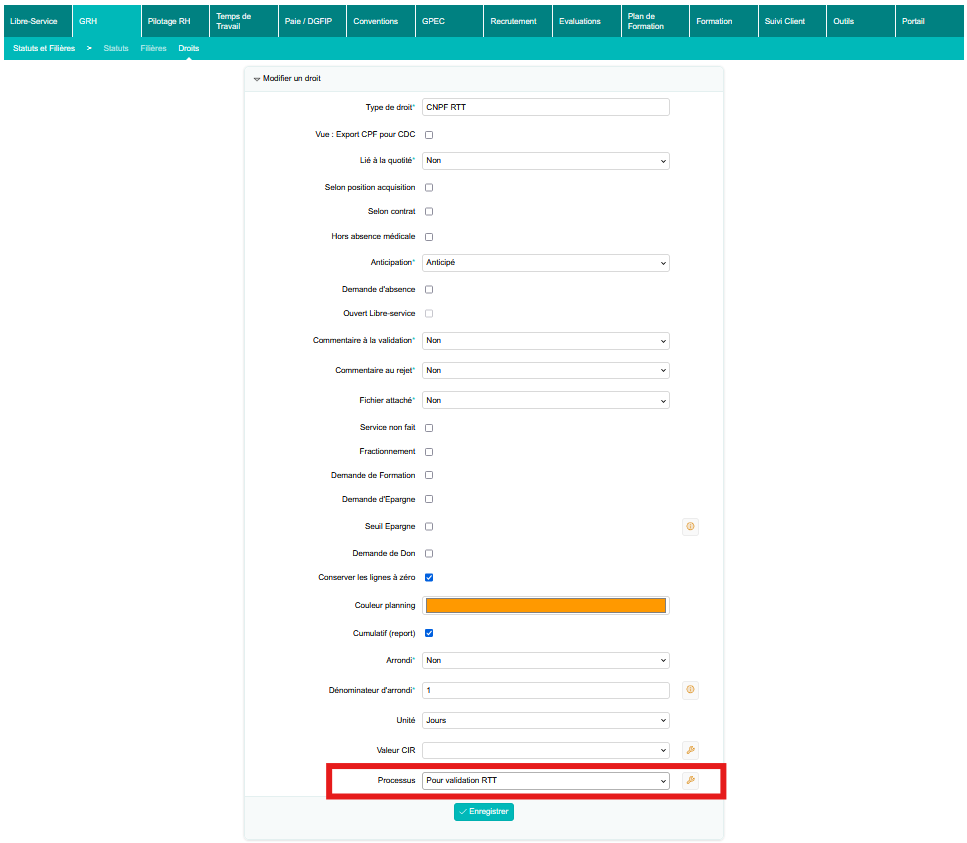 Libre-Service GRH Pilotage RH Temps de Travail Paie / DGFIP Conventions GPEC Recrutement Evaluations Plan de Formation Formation Suivi Client Outils Portail
Statuts et Filières > Statuts Filières Droits
Modifier un droit
Type de droit* CNPF RTT
Vue : Export CPF pour CDC
Lié à la quotité* Non
Selon position acquisition
Selon contrat
Hors absence médicale
Anticipation* Anticipé
Demande d'absence
Ouvert Libre-service
Commentaire à la validation* Non
Commentaire au rejet* Non
Fichier attaché* Non
Service non fait
Fractionnement
Demande de Formation
Demande d'Epargne
Seuil Epargne
Demande de Don
Conserver les lignes à zéro
Couleur planning
Cumulatif (report)
Arrondi* Non
Dénominateur d'arrondi* 1
Unité Jours
Valeur CIR
Processus Pour validation RTT
Enregistrer